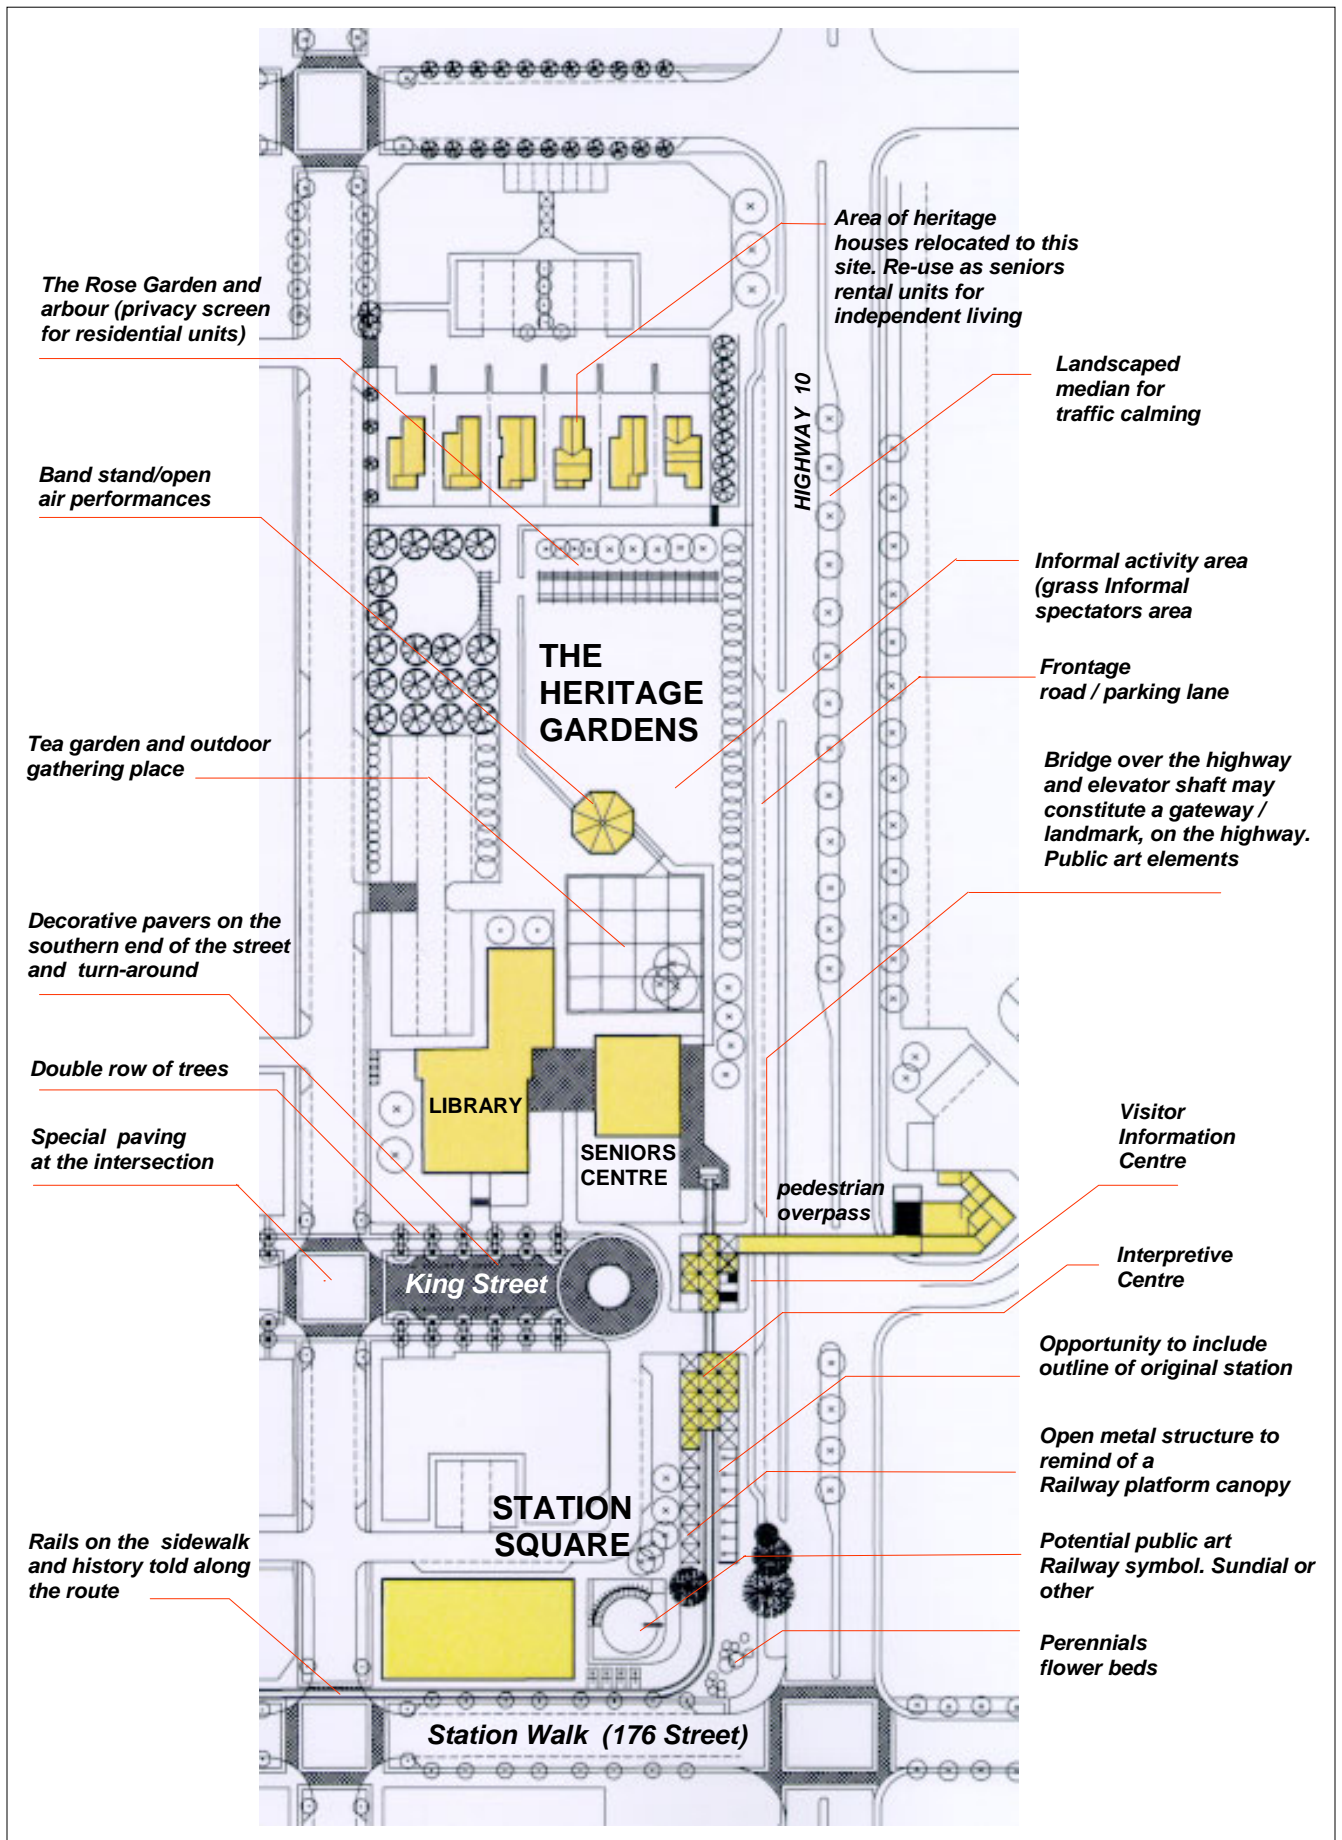 Area of heritage
houses relocated to this
site. Re-use as seniors
rental units for
independent living
The Rose Garden and
arbour (privacy screen
for residential units)
Landscaped
median for
traffic calming
HIGHWAY 10
Band stand/open
air performances
Informal activity area
(grass Informal
spectators area
THE
HERITAGE
GARDENS
Frontage
road / parking lane
Tea garden and outdoor
gathering place
Bridge over the highway
and elevator shaft may
constitute a gateway /
landmark, on the highway.
Public art elements
Decorative pavers on the
southern end of the street
and turn-around
Double row of trees
LIBRARY
Special paving
at the intersection
SENIORS
CENTRE
Visitor
Information
Centre
pedestrian
overpass
King Street
Interpretive
Centre
Opportunity to include
outline of original station
Open metal structure to
remind of a
Railway platform canopy
STATION
SQUARE
Rails on the sidewalk
and history told along
the route
Potential public art
Railway symbol. Sundial or
other
Perennials
flower beds
Station Walk (176 Street)